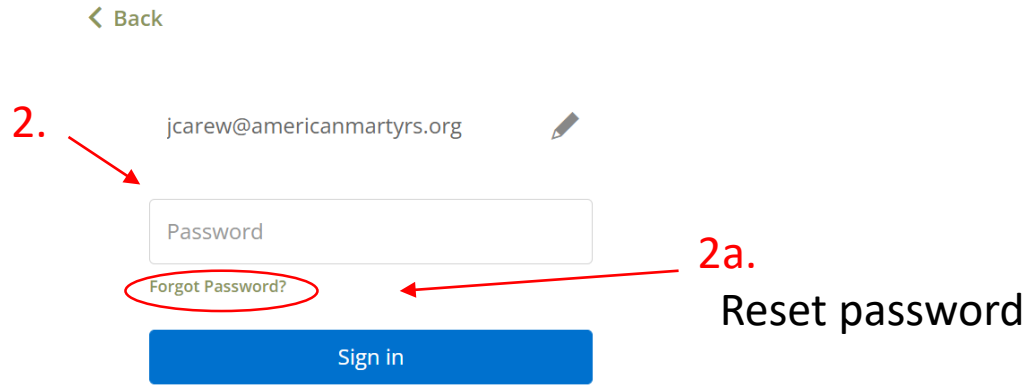 Back
2.
jcarew@americanmartyrs.org
Password
2a.
Forgot Password?
Reset password
Sign in